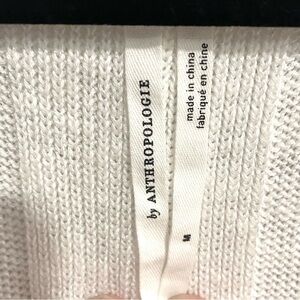 by ANTHROPOLOGIE
made in china
fabriqué en chine
M